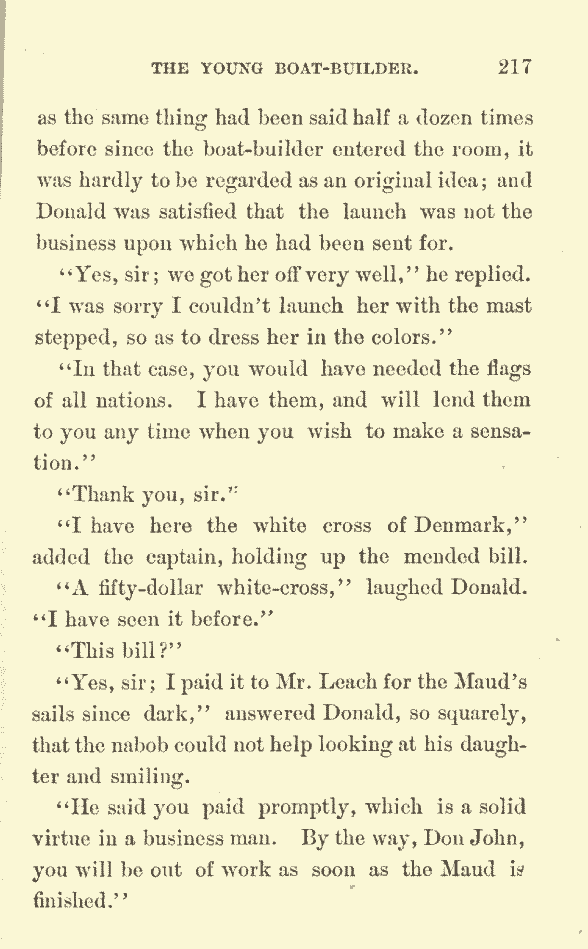 THE YOUNG BOAT-BUILDER. 217
as the same thing had been said half a dozen times
before since the boat-builder entered the room, it
was hardly to be regarded as an original idea; and
Donald was satisfied that the launch was not the
business upon which he had been sent for.
"Yes, sir; we got her off very well," he replied.
"I was sorry I couldn't launch her with the mast
stepped, so as to dress her in the colors."
"In that case, you would have needed the flags
of all nations. I have them, and will lend them
to you any time when you wish to make a sensa-
tion."
"Thank you, sir."
"I have here the white cross of Denmark,"
added the captain, holding up the mended bill.
"A fifty-dollar white-cross," laughed Donald.
"I have seen it before."
"This bill?"
"Yes, sir; I paid it to Mr. Leach for the Maud's
sails since dark," answered Donald, so squarely,
that the nabob could not help looking at his daugh-
ter and smiling.
"He said you paid promptly, which is a solid
virtue in a business man. By the way, Don John,
you will be out of work as soon as the Maud is
finished."